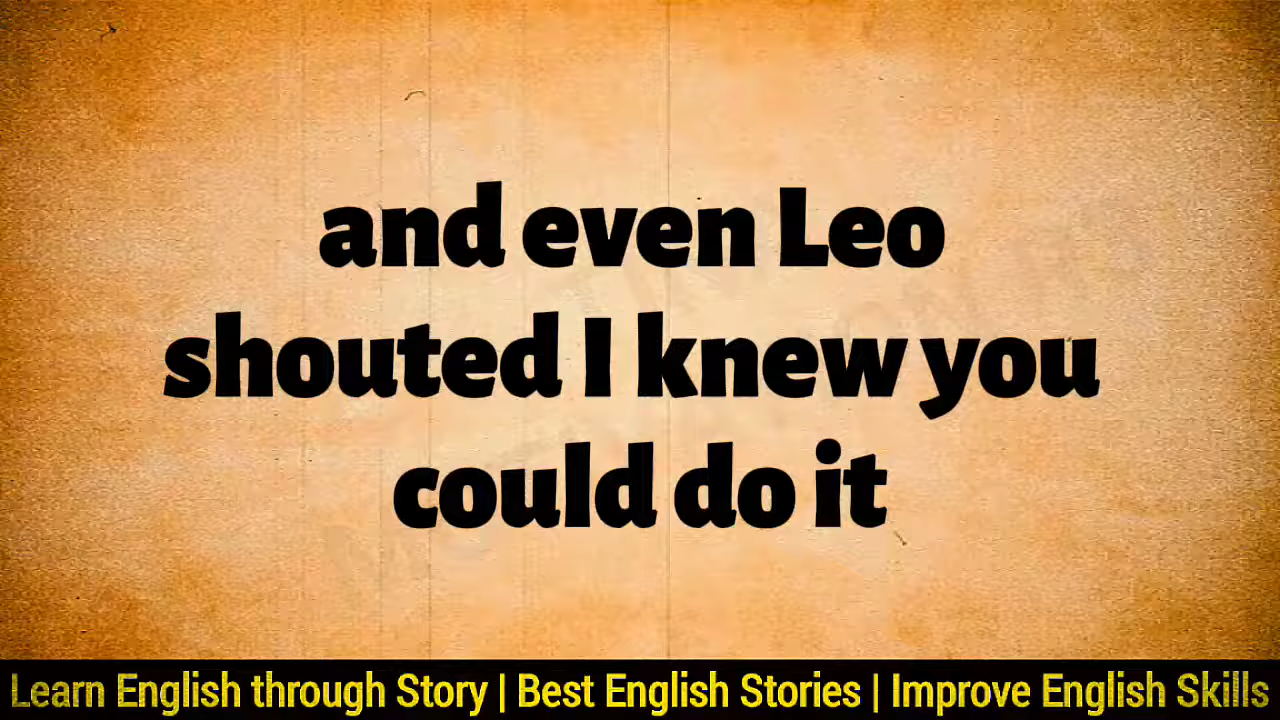 and even Leo
shouted I knew you
could do it
Learn English through Story | Best English Stories | Improve English Skills